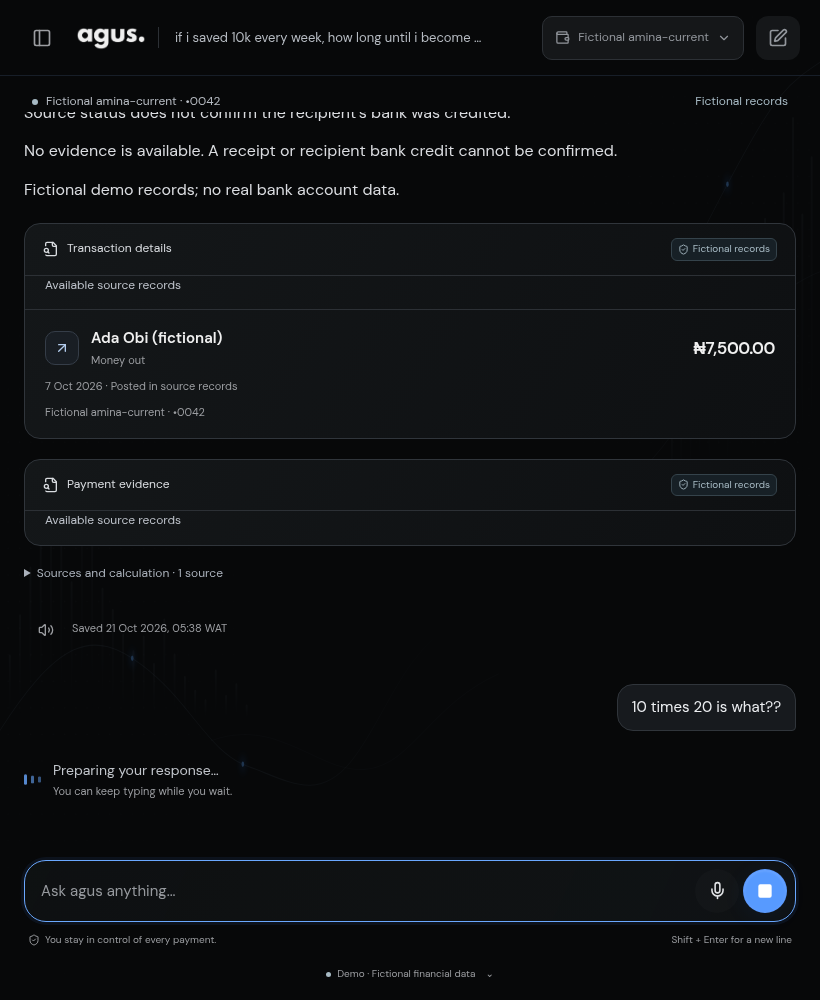 agus.
if i saved 10k every week, how long until i become ...
Fictional amina-current
Fictional amina-current · •0042
Fictional records
Source status does not confirm the recipient's bank was credited.
No evidence is available. A receipt or recipient bank credit cannot be confirmed.
Fictional demo records; no real bank account data.
Transaction details
Fictional records
Available source records
Ada Obi (fictional)
Money out
₦7,500.00
7 Oct 2026 · Posted in source records
Fictional amina-current · •0042
Payment evidence
Fictional records
Available source records
Sources and calculation · 1 source
Saved 21 Oct 2026, 05:38 WAT
10 times 20 is what??
Preparing your response...
You can keep typing while you wait.
Ask agus anything...
You stay in control of every payment.
Shift + Enter for a new line
Demo · Fictional financial data